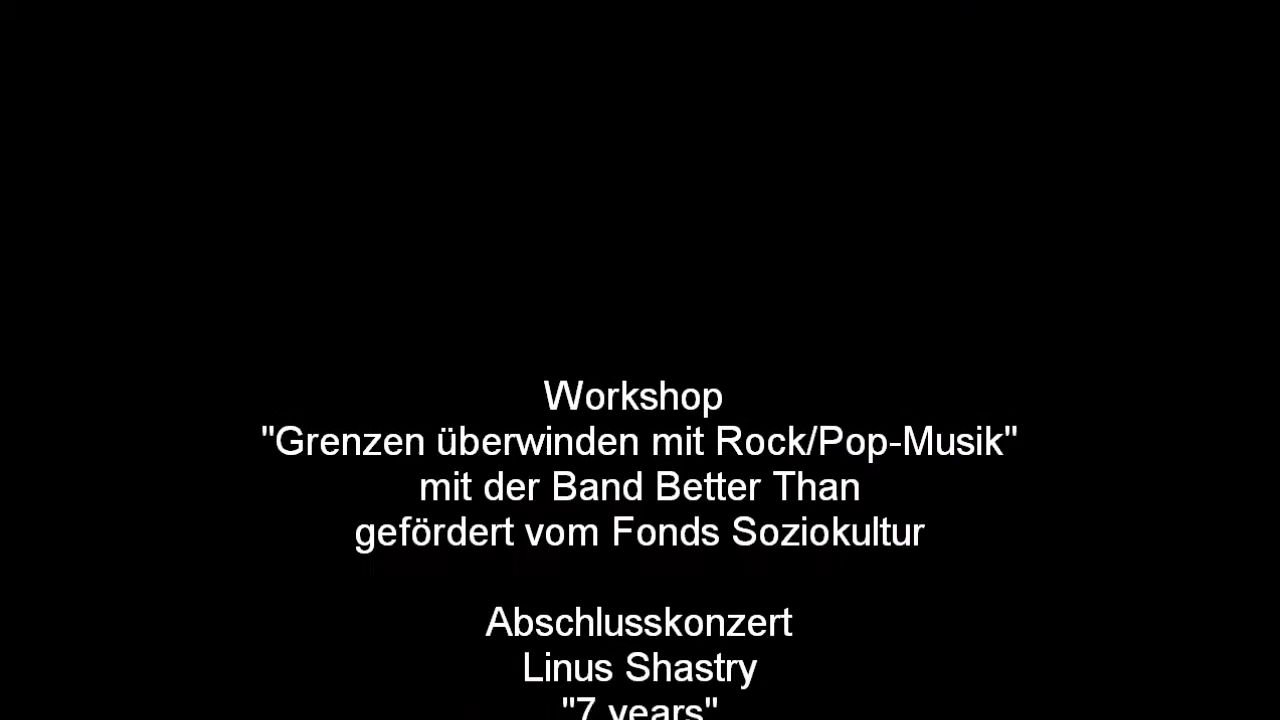 Workshop
"Grenzen überwinden mit Rock/Pop-Musik"
mit der Band Better Than
gefördert vom Fonds Soziokultur
Abschlusskonzert
Linus Shastry
"7 years"